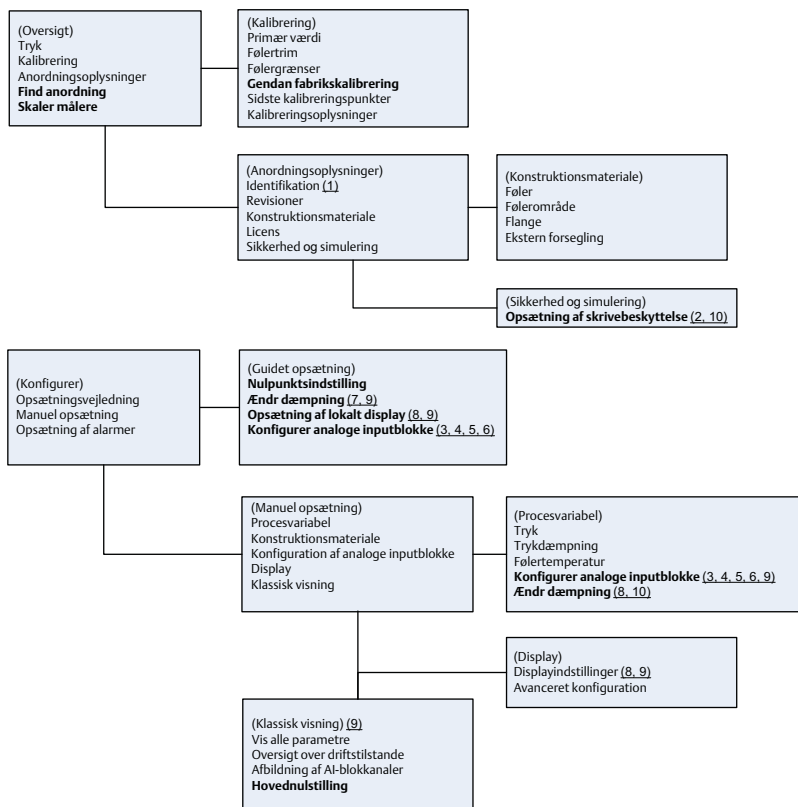 (Oversigt)
Tryk
Kalibrering
Anordningsoplysninger
Find anordning
Skaler målere
(Kalibrering)
Primær værdi
Følertrim
Følergrænser
Gendan fabrikskalibrering
Sidste kalibreringspunkter
Kalibreringsoplysninger
(Anordningsoplysninger)
Identifikation (1)
Revisioner
Konstruktionsmateriale
Licens
Sikkerhed og simulering
(Konstruktionsmateriale)
Føler
Følerområde
Flange
Ekstern forsegling
(Sikkerhed og simulering)
Opsætning af skrivebeskyttelse (2, 10)
(Konfigurer)
Opsætningsvejledning
Manuel opsætning
Opsætning af alarmer
(Guidet opsætning)
Nulpunktsindstilling
Ændr dæmpning (7, 9)
Opsætning af lokalt display (8, 9)
Konfigurer analoge inputblokke (3, 4, 5, 6)
(Manuel opsætning)
Procesvariabel
Konstruktionsmateriale
Konfiguration af analoge inputblokke
Display
Klassisk visning
(Procesvariabel)
Tryk
Trykdæmpning
Følertemperatur
Konfigurer analoge inputblokke (3, 4, 5, 6, 9)
Ændr dæmpning (8, 10)
(Display)
Displayindstillinger (8, 9)
Avanceret konfiguration
(Klassisk visning) (9)
Vis alle parametre
Oversigt over driftstilstande
Afbildning af AI-blokkanaler
Hovednulstilling